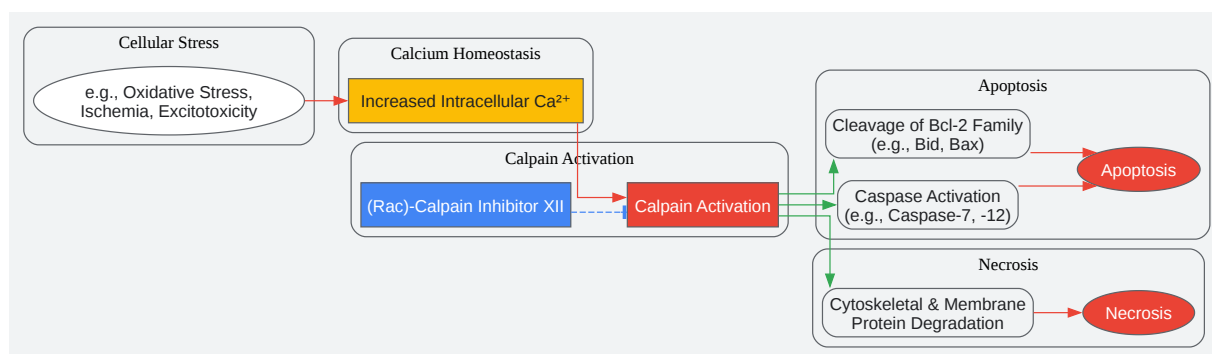 Cellular Stress
e.g., Oxidative Stress,
Ischemia, Excitotoxicity
Calcium Homeostasis
Increased Intracellular Ca²⁺
Calpain Activation
(Rac)-Calpain Inhibitor XII
Calpain Activation
Apoptosis
Cleavage of Bcl-2 Family
(e.g., Bid, Bax)
Caspase Activation
(e.g., Caspase-7, -12)
Apoptosis
Necrosis
Cytoskeletal & Membrane
Protein Degradation
Necrosis